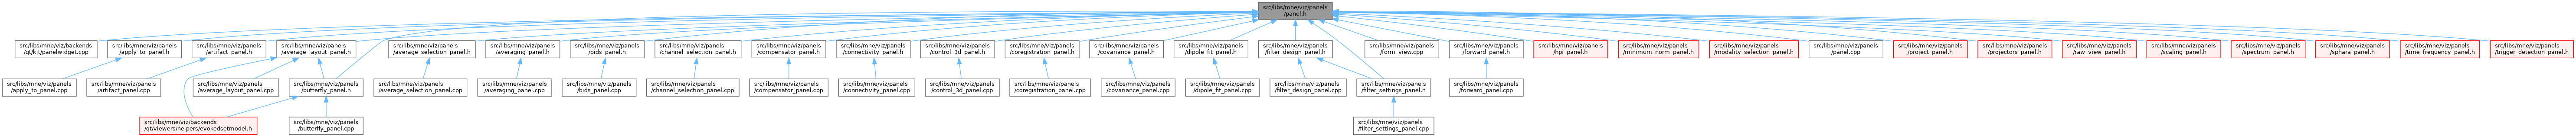 src/libs/mne/viz/panels
/panel.h
src/libs/mne/viz/backends
/qt/kit/panelwidget.cpp
src/libs/mne/viz/panels
/apply_to_panel.h
src/libs/mne/viz/panels
/artifact_panel.h
src/libs/mne/viz/panels
/average_layout_panel.h
src/libs/mne/viz/panels
/average_selection_panel.h
src/libs/mne/viz/panels
/averaging_panel.h
src/libs/mne/viz/panels
/bids_panel.h
src/libs/mne/viz/panels
/channel_selection_panel.h
src/libs/mne/viz/panels
/compensator_panel.h
src/libs/mne/viz/panels
/connectivity_panel.h
src/libs/mne/viz/panels
/control_3d_panel.h
src/libs/mne/viz/panels
/coregistration_panel.h
src/libs/mne/viz/panels
/covariance_panel.h
src/libs/mne/viz/panels
/dipole_fit_panel.h
src/libs/mne/viz/panels
/filter_design_panel.h
src/libs/mne/viz/panels
/form_view.cpp
src/libs/mne/viz/panels
/forward_panel.h
src/libs/mne/viz/panels
/hpi_panel.h
src/libs/mne/viz/panels
/minimum_norm_panel.h
src/libs/mne/viz/panels
/modality_selection_panel.h
src/libs/mne/viz/panels
/panel.cpp
src/libs/mne/viz/panels
/project_panel.h
src/libs/mne/viz/panels
/projectors_panel.h
src/libs/mne/viz/panels
/raw_view_panel.h
src/libs/mne/viz/panels
/scaling_panel.h
src/libs/mne/viz/panels
/spectrum_panel.h
src/libs/mne/viz/panels
/sphara_panel.h
src/libs/mne/viz/panels
/time_frequency_panel.h
src/libs/mne/viz/panels
/trigger_detection_panel.h
src/libs/mne/viz/panels
/apply_to_panel.cpp
src/libs/mne/viz/panels
/artifact_panel.cpp
src/libs/mne/viz/panels
/average_layout_panel.cpp
src/libs/mne/viz/panels
/butterfly_panel.h
src/libs/mne/viz/panels
/average_selection_panel.cpp
src/libs/mne/viz/panels
/averaging_panel.cpp
src/libs/mne/viz/panels
/bids_panel.cpp
src/libs/mne/viz/panels
/channel_selection_panel.cpp
src/libs/mne/viz/panels
/compensator_panel.cpp
src/libs/mne/viz/panels
/connectivity_panel.cpp
src/libs/mne/viz/panels
/control_3d_panel.cpp
src/libs/mne/viz/panels
/coregistration_panel.cpp
src/libs/mne/viz/panels
/covariance_panel.cpp
src/libs/mne/viz/panels
/dipole_fit_panel.cpp
src/libs/mne/viz/panels
/filter_design_panel.cpp
src/libs/mne/viz/panels
/filter_settings_panel.h
src/libs/mne/viz/panels
/forward_panel.cpp
src/libs/mne/viz/backends
/qt/viewers/helpers/evokedsetmodel.h
src/libs/mne/viz/panels
/butterfly_panel.cpp
src/libs/mne/viz/panels
/filter_settings_panel.cpp